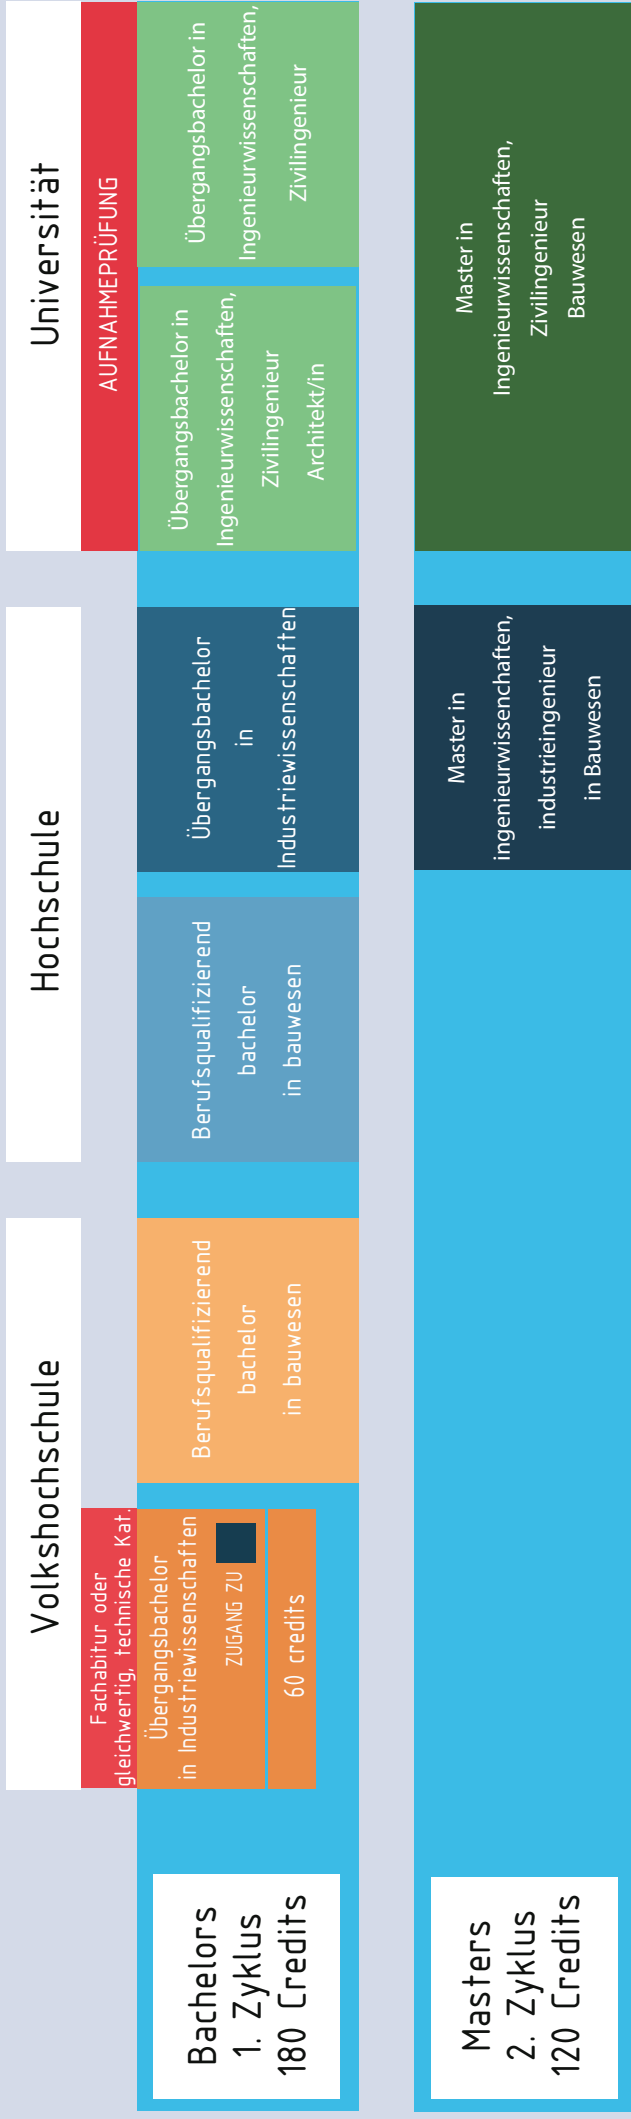 Volkshochschule
Hochschule
Universität
Fachabitur oder
gleichwertig, technische Kat.
AUFNAHMEPRÜFUNG
Bachelors
1. Zyklus
180 Credits
Übergangsbachelor
in Industriewissenschaften
ZUGANG ZU
60 credits
Berufsqualifizierend
bachelor
in bauwesen
Berufsqualifizierend
bachelor
in bauwesen
Übergangsbachelor
in
Industriewissenschaften
Übergangsbachelor in
Ingenieurwissenschaften,
Zivilingenieur
Architekt/in
Übergangsbachelor in
Ingenieurwissenschaften,
Zivilingenieur
Masters
2. Zyklus
120 Credits
Master in
ingenieurwissenchaften,
industrieingenieur
in Bauwesen
Master in
Ingenieurwissenschaften,
Zivilingenieur
Bauwesen